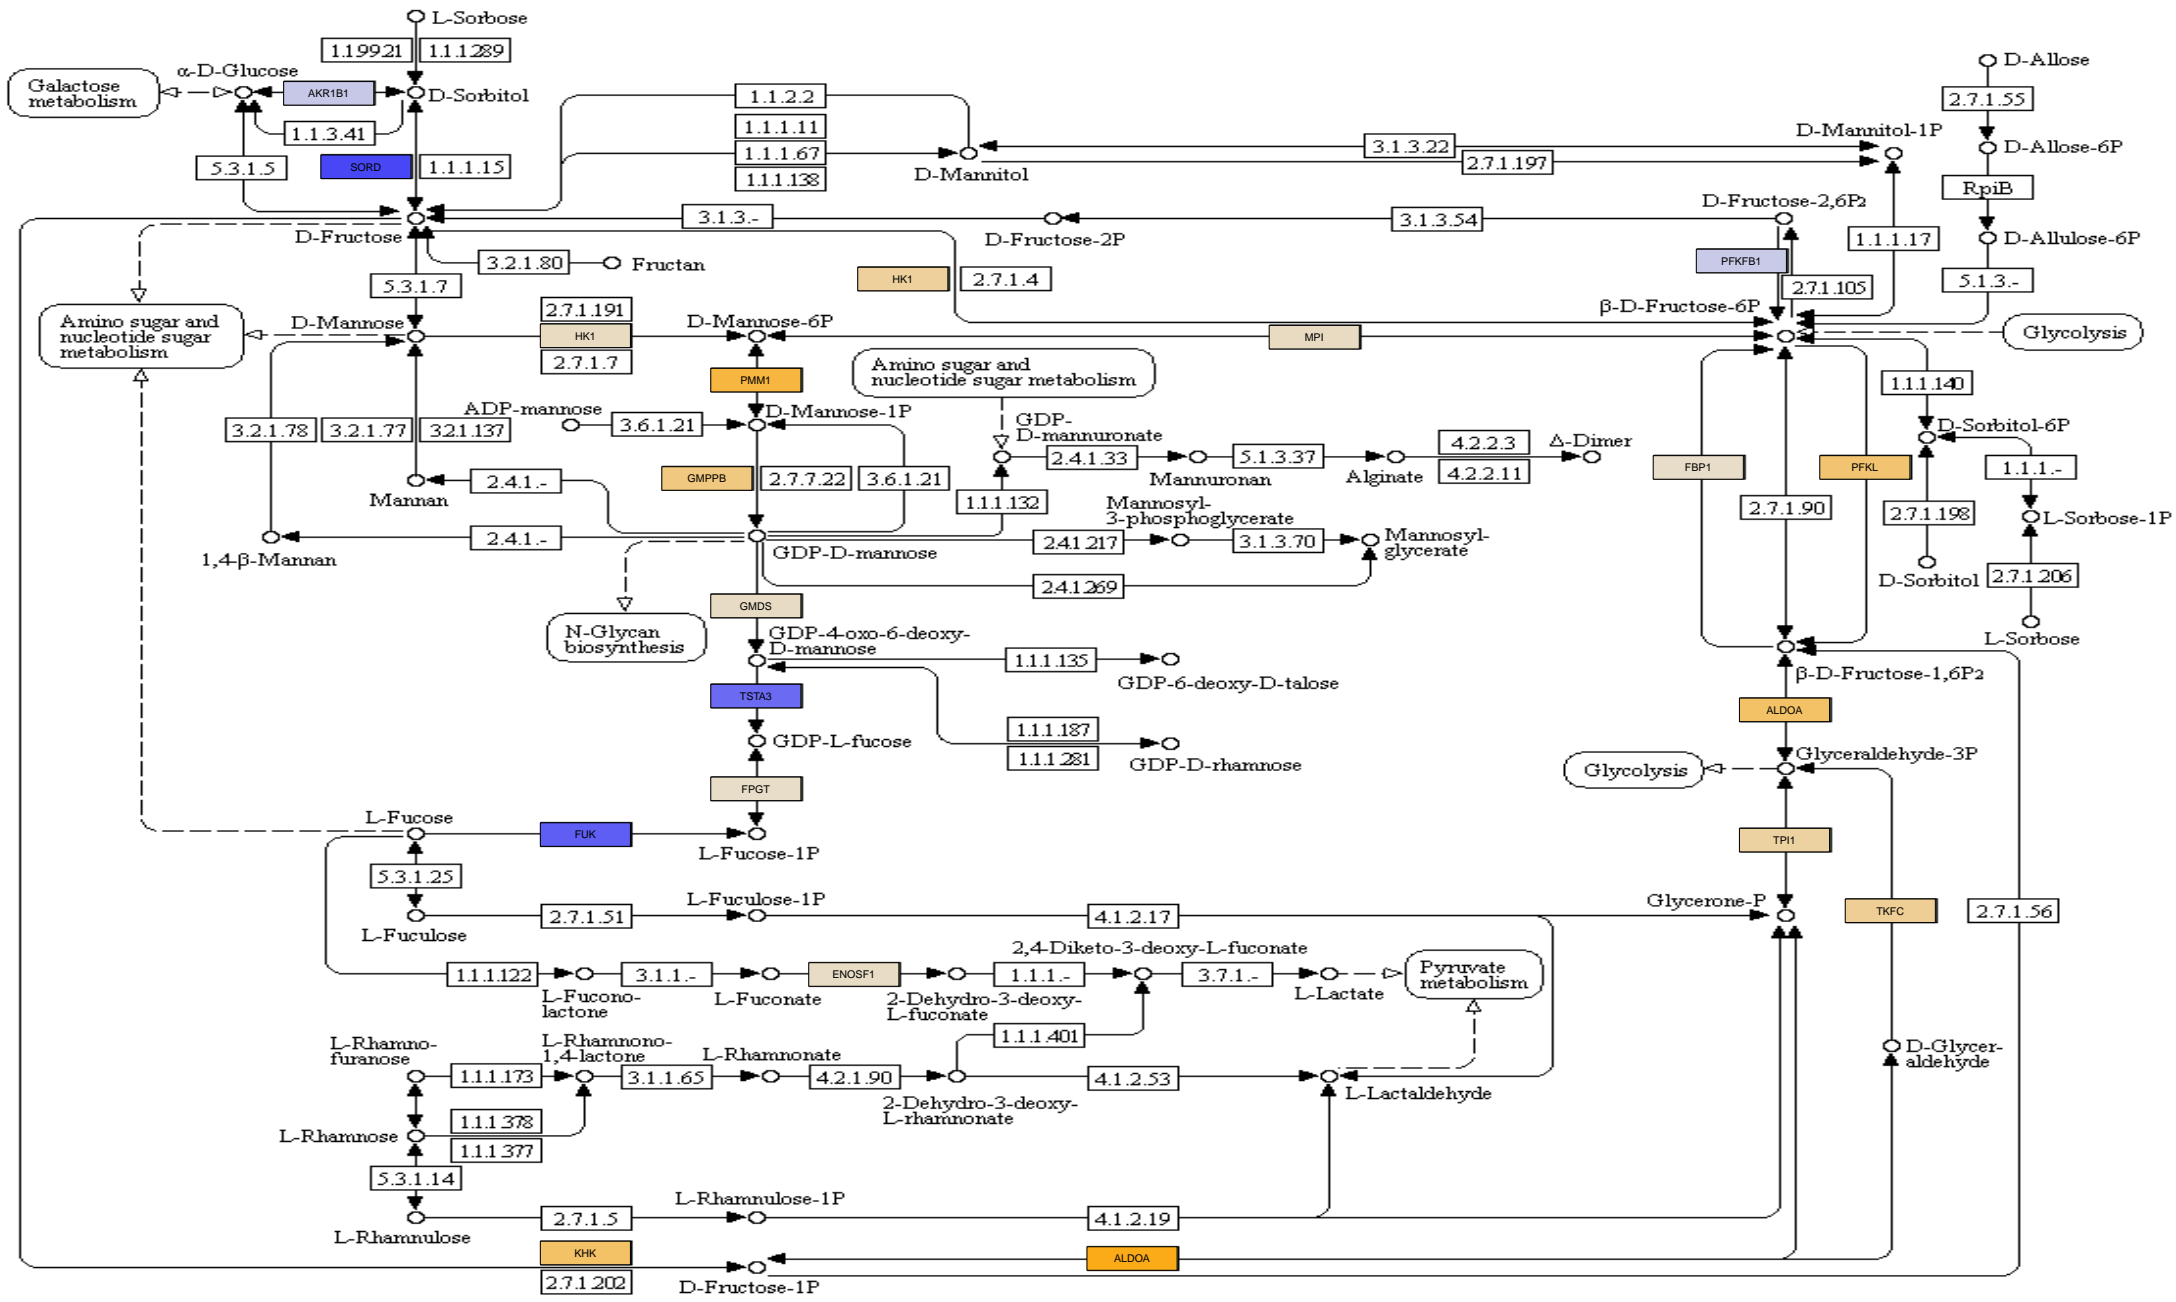 L-Sorbose
1.1.99.21
1.1.1.289
α-D-Glucose
Galactose
metabolism
AKR1B1
D-Sorbitol
1.1.3.41
5.3.1.5
SORD
1.1.1.15
1.1.2.2
1.1.1.11
1.1.1.67
1.1.1.138
D-Mannitol
3.1.3.22
2.7.1.197
D-Mannitol-1P
D-Allose
2.7.1.55
D-Allose-6P
RpiB
D-Allulose-6P
5.1.3.-
1.1.1.17
D-Fructose
3.1.3.-
D-Fructose-2P
3.1.3.54
D-Fructose-2,6P2
PFKFB1
2.7.1.105
3.2.1.80
Fructan
5.3.1.7
HK1
2.7.1.4
β-D-Fructose-6P
Glycolysis
Amino sugar and
nucleotide sugar
metabolism
D-Mannose
2.7.1.191
HK1
2.7.1.7
D-Mannose-6P
MPI
PMM1
Amino sugar and
nucleotide sugar metabolism
1.1.1.140
D-Sorbitol-6P
ADP-mannose
3.6.1.21
D-Mannose-1P
3.2.1.78
3.2.1.77
3.2.1.137
GDP-
D-mannuronate
2.4.1.33
Mannuronan
5.1.3.37
Alginate
4.2.2.3
4.2.2.11
Δ-Dimer
FBP1
PFKL
1.1.1.-
Mannan
2.4.1.-
GMPPB
2.7.7.22
3.6.1.21
1.1.1.132
2.7.1.90
2.7.1.198
L-Sorbose-1P
Mannosyl-
3-phosphoglycerate
1,4-β-Mannan
2.4.1.-
GDP-D-mannose
2.4.1.217
3.1.3.70
Mannosyl-
glycerate
2.4.1.269
D-Sorbitol
2.7.1.206
L-Sorbose
N-Glycan
biosynthesis
GMDS
GDP-4-oxo-6-deoxy-
D-mannose
1.1.1.135
GDP-6-deoxy-D-talose
β-D-Fructose-1,6P2
TSTA3
ALDOA
1.1.1.187
1.1.1.281
GDP-D-rhamnose
GDP-L-fucose
Glyceraldehyde-3P
Glycolysis
FPGT
L-Fucose
FUK
L-Fucose-1P
TPI1
5.3.1.25
L-Fuculose
2.7.1.51
L-Fuculose-1P
4.1.2.17
Glycerone-P
TKFC
2.7.1.56
1.1.1.122
L-Fucono-
lactone
3.1.1.-
L-Fuconate
ENOSF1
2-Dehydro-3-deoxy-
L-fuconate
1.1.1.-
2,4-Diketo-3-deoxy-L-fuconate
3.7.1.-
L-Lactate
Pyruvate
metabolism
1.1.1.401
L-Rhamno-
furanose
1.1.1.173
L-Rhamnono-
1,4-lactone
3.1.1.65
L-Rhamnonate
4.2.1.90
2-Dehydro-3-deoxy-
L-rhamnonate
4.1.2.53
L-Lactaldehyde
D-Glycer-
aldehyde
L-Rhamnose
1.1.1.378
1.1.1.377
5.3.1.14
L-Rhamnulose
2.7.1.5
L-Rhamnulose-1P
4.1.2.19
KHK
2.7.1.202
D-Fructose-1P
ALDOA